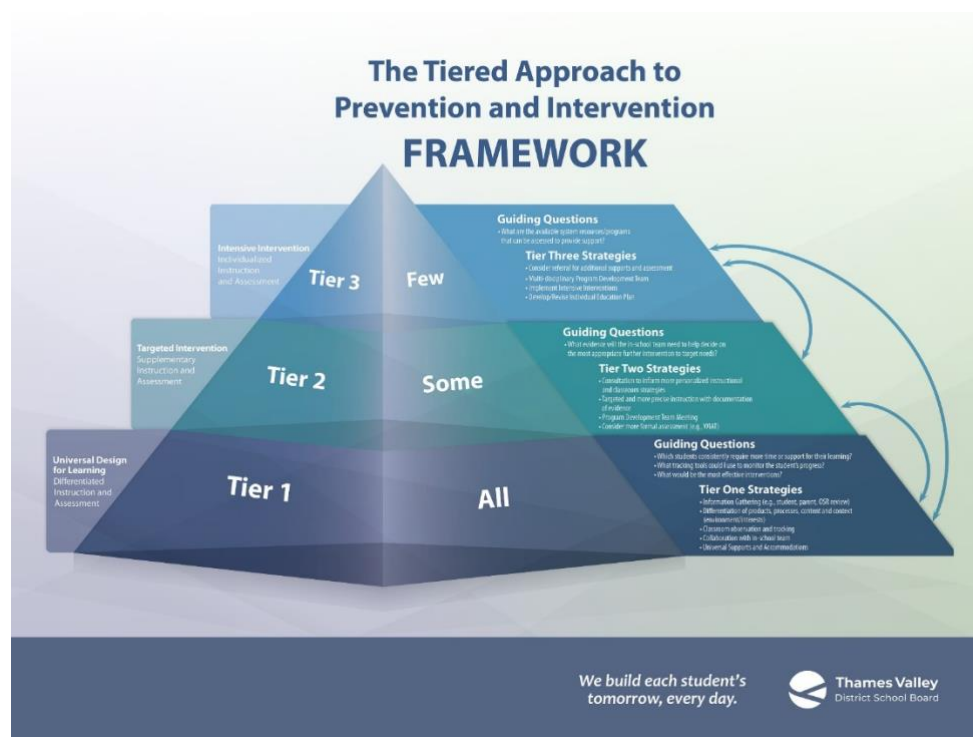 The Tiered Approach to
Prevention and Intervention
FRAMEWORK
Intensive Intervention
Individualized
Instruction
and Assessment
Tier 3
Few
Guiding Questions
• What are the available system resources/programs
that can be accessed to provide support?
Tier Three Strategies
• Consider referral for additional supports and assessment
• Multi-disciplinary Program Development Team
• Implement Intensive Interventions
• Develop/Revise Individual Education Plan
Targeted Intervention
Supplementary
Instruction and
Assessment
Tier 2
Some
Guiding Questions
• What evidence will the in-school team need to help decide on
the most appropriate further intervention to target needs?
Tier Two Strategies
• Consultation to inform more personalized instructional
and classroom strategies
• Targeted and more precise instruction with documentation
of evidence
• Program Development Team Meeting
• Consider more formal assessment (e.g., YNAT)
Universal Design
for Learning
Differentiated
Instruction and
Assessment
Tier 1
All
Guiding Questions
• Which students consistently require more time or support for their learning?
• What tracking tools could I use to monitor the student's progress?
• What would be the most effective interventions?
Tier One Strategies
• Information Gathering (e.g., student, parent, OSR review)
• Differentiation of products, processes, content and context
(environment/interests)
• Classroom observation and tracking
• Collaboration with in-school team
• Universal Supports and Accommodations
We build each student's
tomorrow, every day.
Thames Valley
District School Board